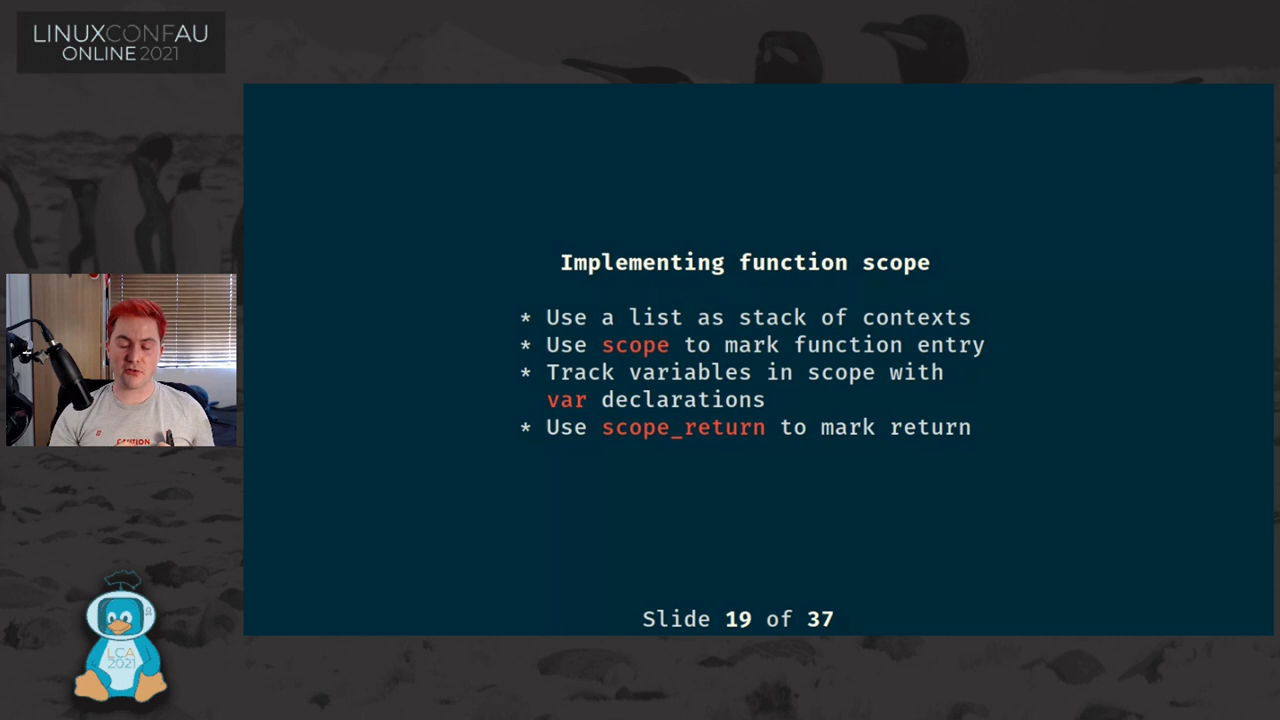 LINUXCONFAU
ONLINE 2021
Implementing function scope
* Use a list as stack of contexts
* Use scope to mark function entry
* Track variables in scope with
var declarations
* Use scope_return to mark return
CAUTION
LCA
2021
Slide 19 of 37